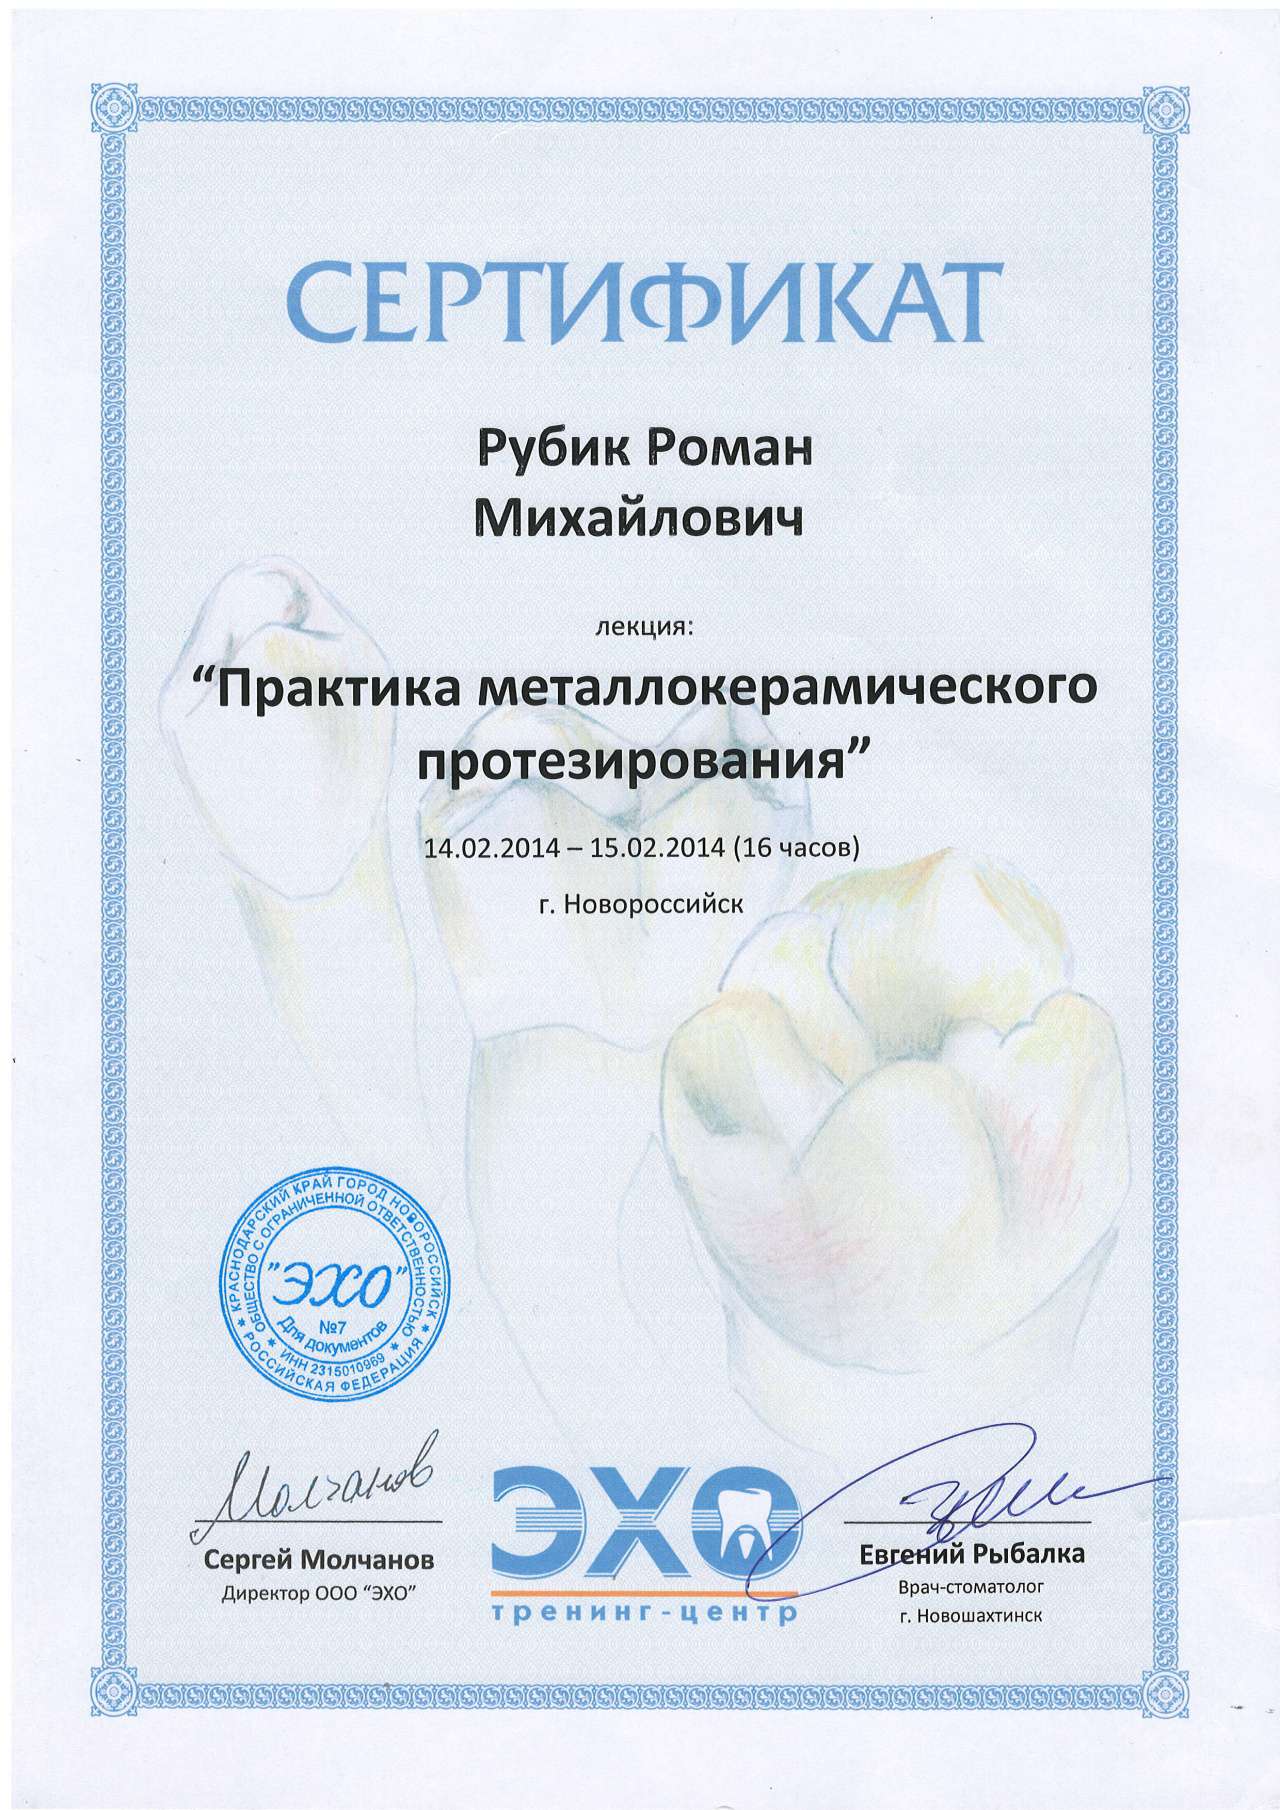 СЕРТИФИКАТ
Рубик Роман
Михайлович
лекция:
“Практика металлокерамического
протезирования”
14.02.2014 – 15.02.2014 (16 часов)
г. Новороссийск
* КРАСНОДАРСКИЙ КРАЙ ГОРОД НОВОРОССИЙСК * РОССИЙСКАЯ ФЕДЕРАЦИЯ
* ОБЩЕСТВО С ОГРАНИЧЕННОЙ ОТВЕТСТВЕННОСТЬЮ * ИНН 2315010969
"ЭХО"
№7
Для документов
Молчанов
Сергей Молчанов
Директор ООО “ЭХО”
ЭХО
тренинг-центр
Евгений Рыбалка
Врач-стоматолог
г. Новошахтинск